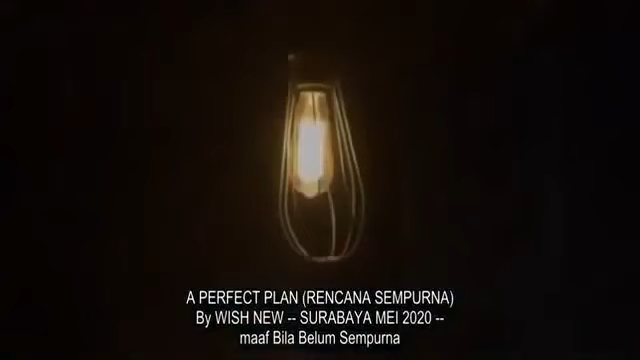 A PERFECT PLAN (RENCANA SEMPURNA)
By WISH NEW -- SURABAYA MEI 2020 --
maaf Bila Belum Sempurna